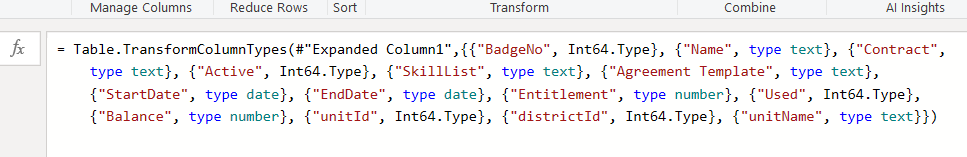 Manage Columns Reduce Rows Sort Transform Combine AI Insights
fx = Table.TransformColumnTypes(#"Expanded Column1",{{"BadgeNo", Int64.Type}, {"Name", type text}, {"Contract",
type text}, {"Active", Int64.Type}, {"SkillList", type text}, {"Agreement Template", type text},
{"StartDate", type date}, {"EndDate", type date}, {"Entitlement", type number}, {"Used", Int64.Type},
{"Balance", type number}, {"unitId", Int64.Type}, {"districtId", Int64.Type}, {"unitName", type text}})